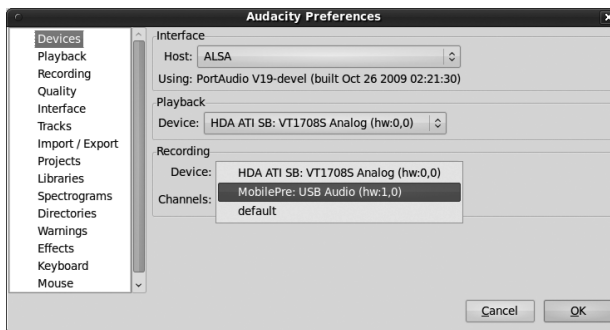 Audacity Preferences
Devices
Playback
Recording
Quality
Interface
Tracks
Import / Export
Projects
Libraries
Spectrograms
Directories
Warnings
Effects
Keyboard
Mouse
Interface
Host: ALSA
Using: PortAudio V19-devel (built Oct 26 2009 02:21:30)
Playback
Device: HDA ATI SB: VT1708S Analog (hw:0,0)
Recording
Device: HDA ATI SB: VT1708S Analog (hw:0,0)
MobilePre: USB Audio (hw:1,0)
Channels:
default
Cancel
OK